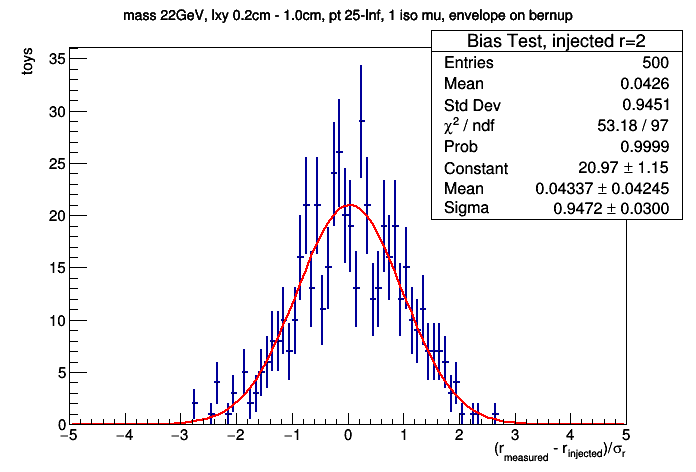 mass 22GeV, lxy 0.2cm - 1.0cm, pt 25-Inf, 1 iso mu, envelope on bernup
Bias Test, injected r=2
Entries 500
Mean 0.0426
Std Dev 0.9451
χ² / ndf 53.18 / 97
Prob 0.9999
Constant 20.97 ± 1.15
Mean 0.04337 ± 0.04245
Sigma 0.9472 ± 0.0300
toys
35
30
25
20
15
10
5
0
−5 −4 −3 −2 −1 0 1 2 3 4 5
(r_measured - r_injected)/σ_r